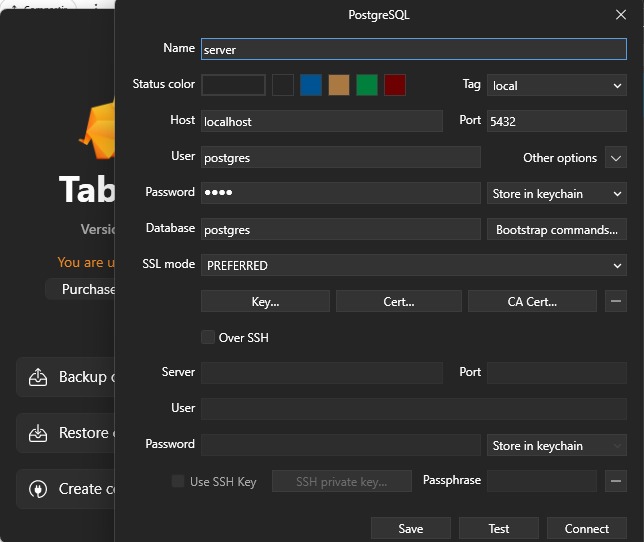 PostgreSQL
Name server
Status color Tag local
Host localhost Port 5432
User postgres Other options
Password •••• Store in keychain
Database postgres Bootstrap commands...
SSL mode PREFERRED
Key... Cert... CA Cert...
Over SSH
Server Port
User
Password Store in keychain
Use SSH Key SSH private key... Passphrase
Save Test Connect
Tab
Versio
You are u
Purchase
Backup
Restore
Create co